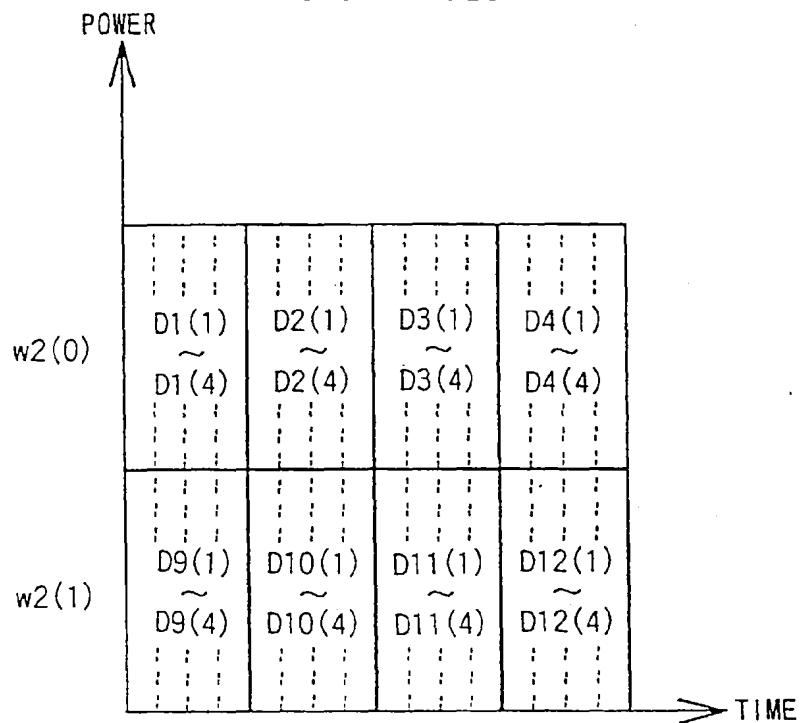 POWER
D1(1) D2(1) D3(1) D4(1)
~ ~ ~ ~
w2(0)
D1(4) D2(4) D3(4) D4(4)
D9(1) D10(1) D11(1) D12(1)
~ ~ ~ ~
w2(1)
D9(4) D10(4) D11(4) D12(4)
TIME